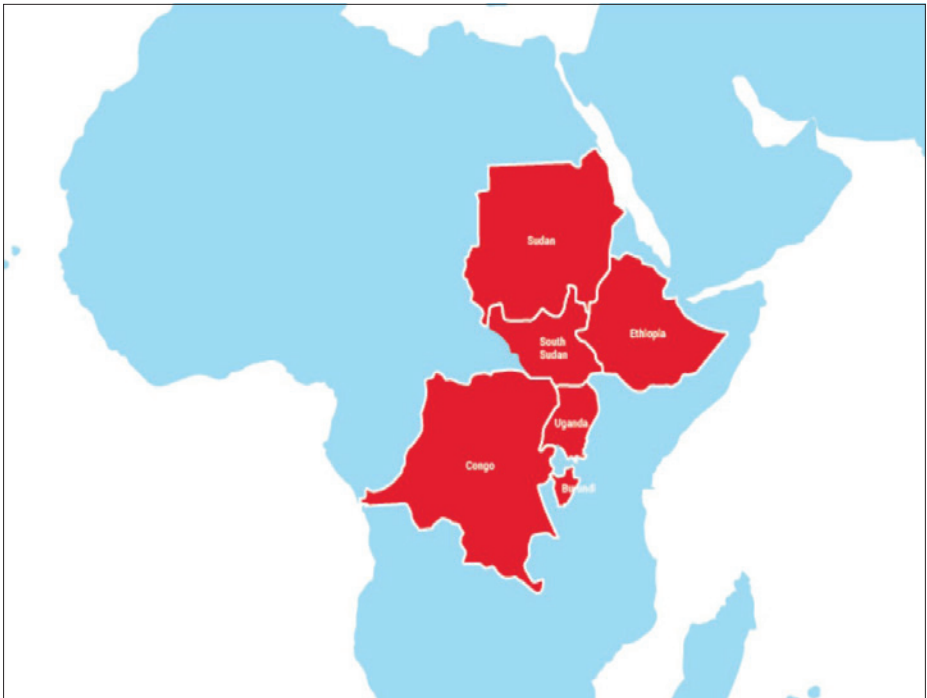 Sudan
Ethiopia
South
Sudan
Uganda
Congo
Burundi